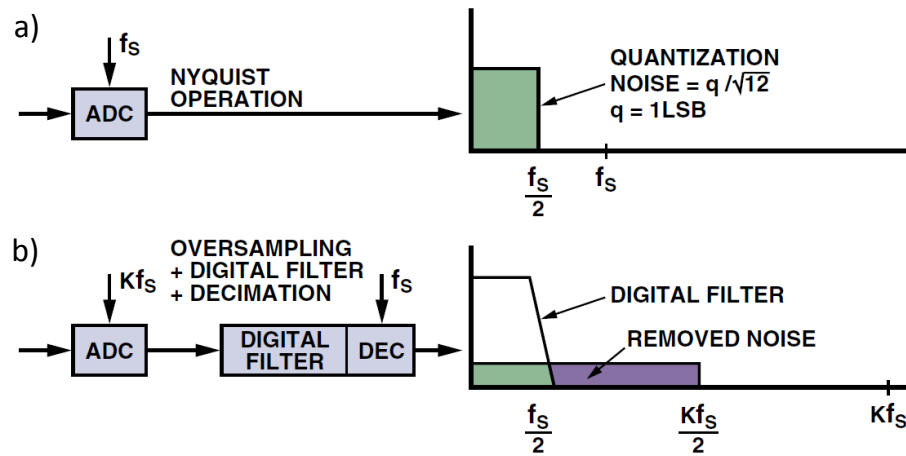 a)
fS
ADC
NYQUIST
OPERATION
QUANTIZATION
NOISE = q /√12
q = 1LSB
fS
2
fS
b)
OVERSAMPLING
+ DIGITAL FILTER
+ DECIMATION
KfS
fS
ADC
DIGITAL
FILTER
DEC
DIGITAL FILTER
REMOVED NOISE
fS
2
KfS
2
KfS